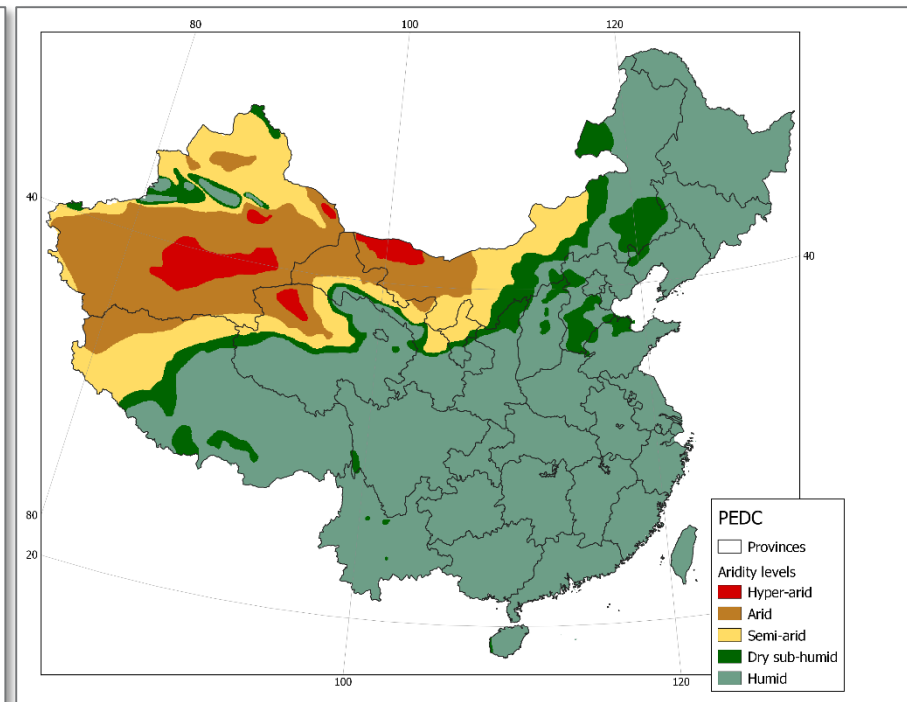 80 100 120
40
40
80
20
100 120
PEDC
Provinces
Aridity levels
Hyper-arid
Arid
Semi-arid
Dry sub-humid
Humid